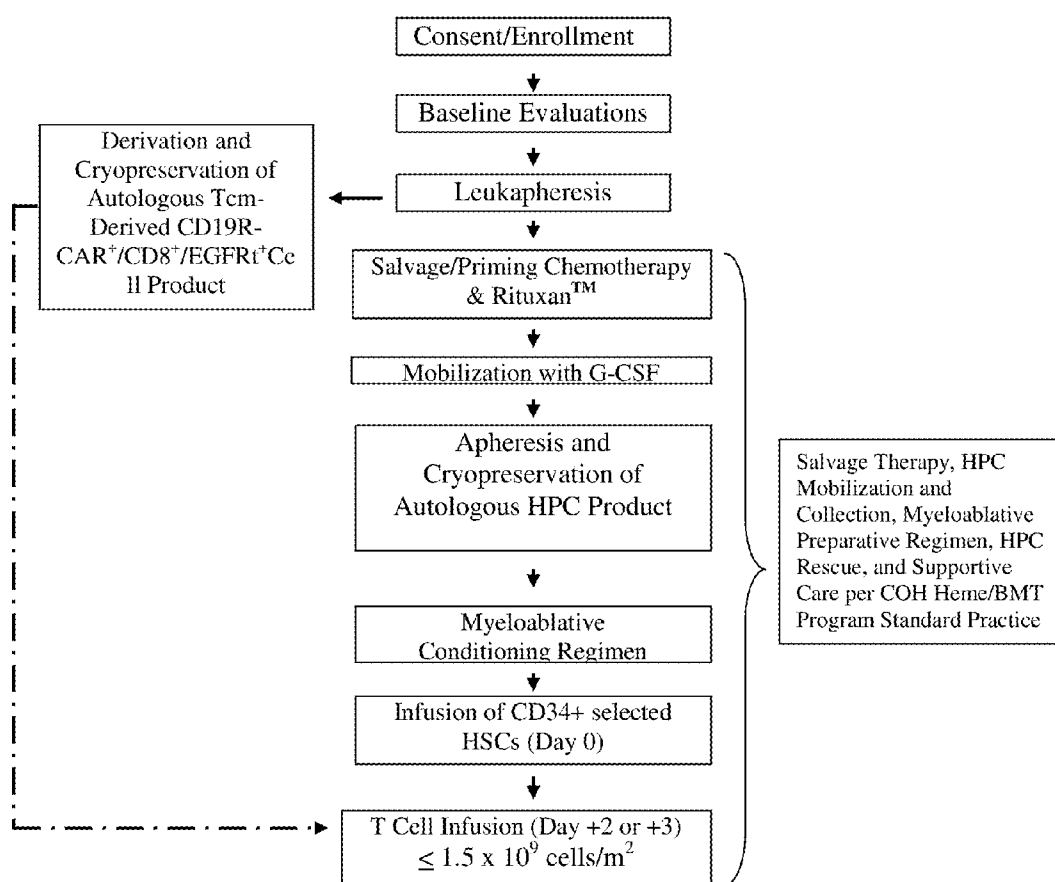 Consent/Enrollment
Baseline Evaluations
Derivation and
Cryopreservation of
Autologous Tcm-
Derived CD19R-
CAR⁺/CD8⁺/EGFRt⁺Ce
ll Product
Leukapheresis
Salvage/Priming Chemotherapy
& Rituxan™
Mobilization with G-CSF
Apheresis and
Cryopreservation of
Autologous HPC Product
Salvage Therapy, HPC
Mobilization and
Collection, Myeloablative
Preparative Regimen, HPC
Rescue, and Supportive
Care per COH Heme/BMT
Program Standard Practice
Myeloablative
Conditioning Regimen
Infusion of CD34+ selected
HSCs (Day 0)
T Cell Infusion (Day +2 or +3)
≤ 1.5 x 10⁹ cells/m²